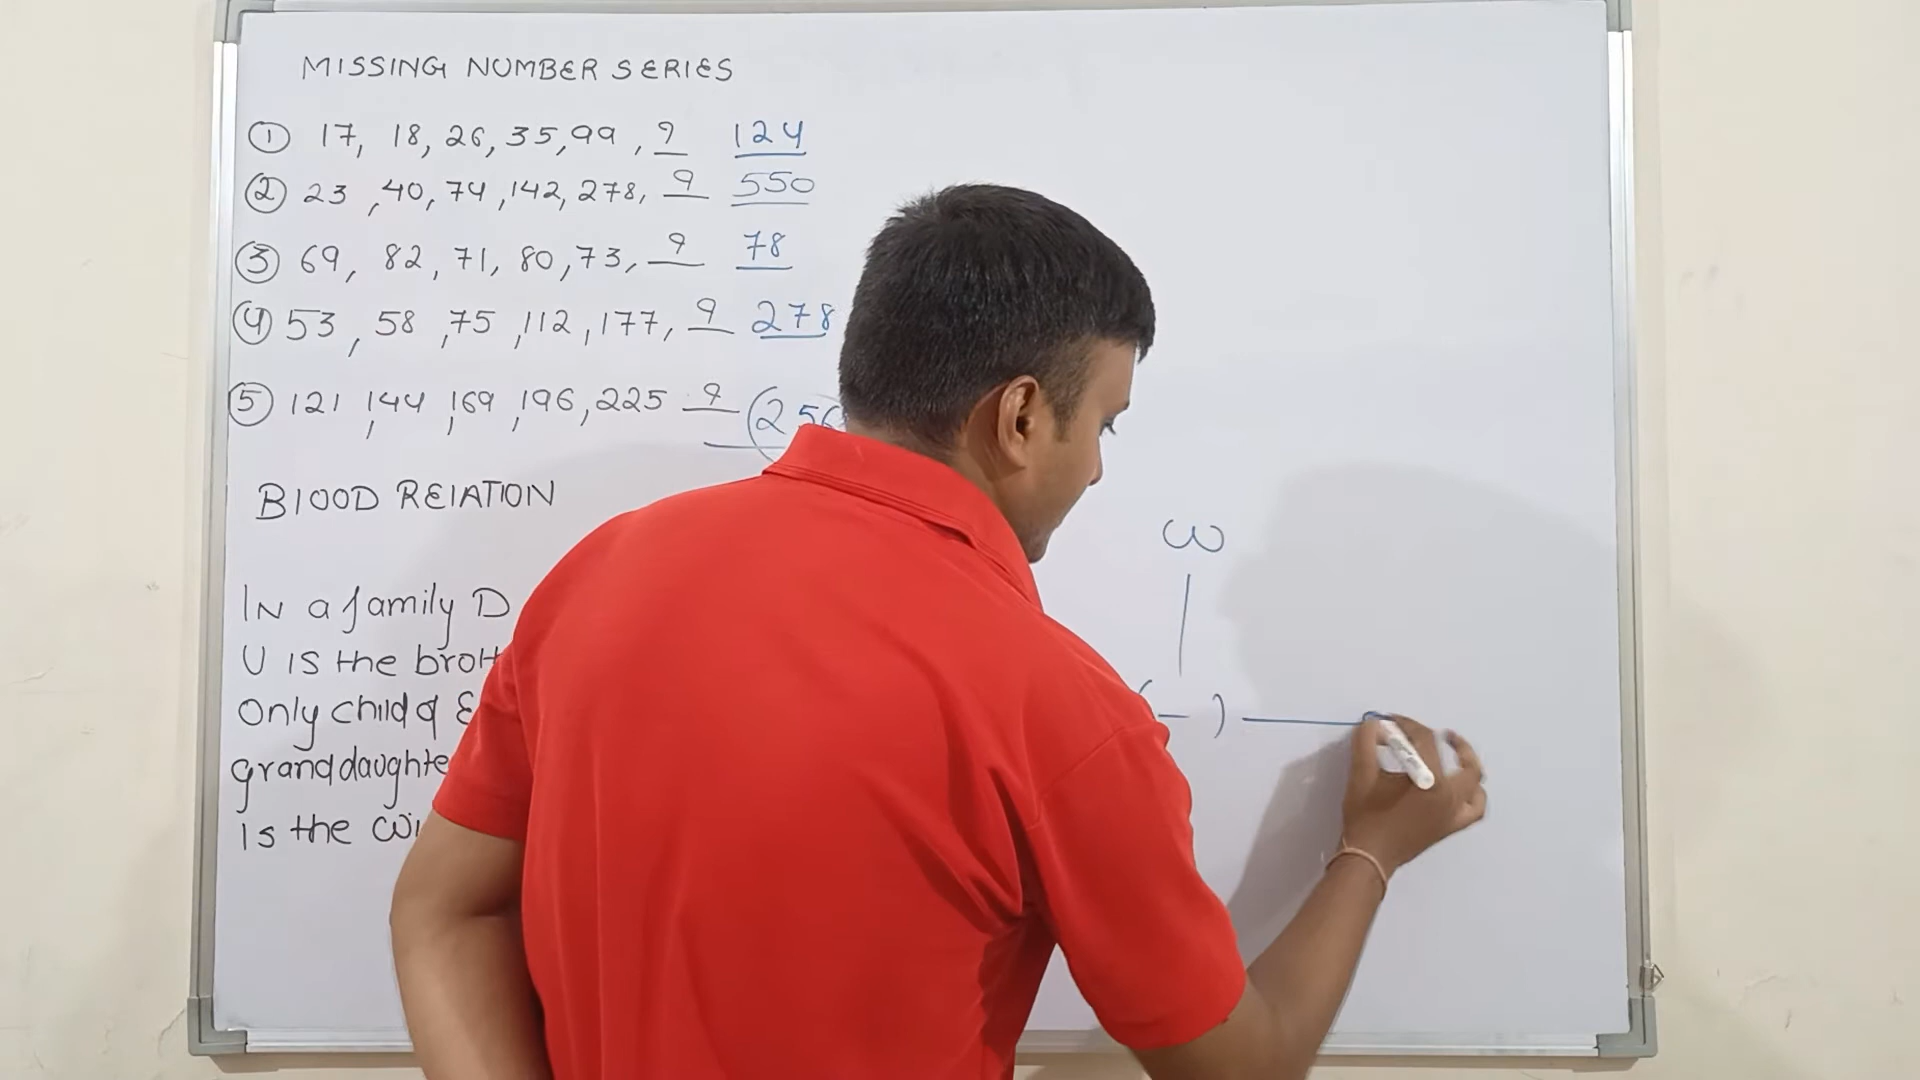 MISSING NUMBER SERIES
① 17, 18, 26, 35, 99, ? 124
② 23, 40, 74, 142, 278, ? 550
③ 69, 82, 71, 80, 73, ? 78
④ 53, 58, 75, 112, 177, ? 278
⑤ 121, 144, 169, 196, 225 ? 256
BlOOD RElATION
IN a family D
U IS the brot
Only child of E
granddaughte
Is the wi
W
(-)